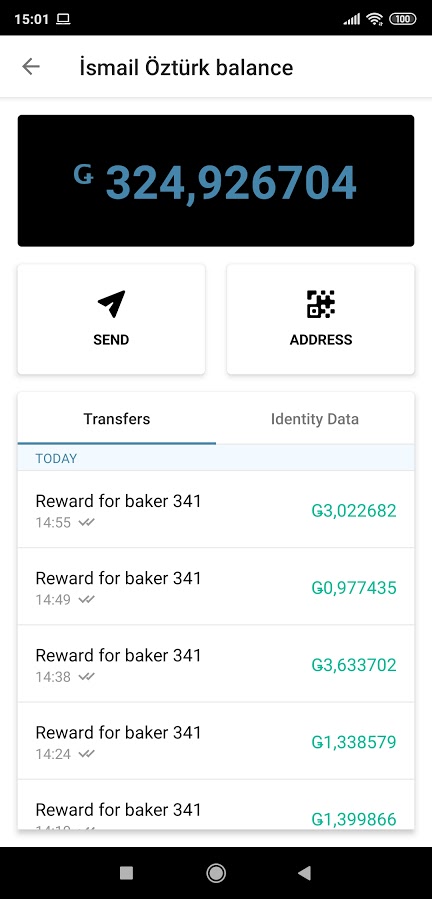 15:01
100
İsmail Öztürk balance
Ǥ 324,926704
SEND
ADDRESS
Transfers
Identity Data
TODAY
Reward for baker 341
14:55
Ǥ3,022682
Reward for baker 341
14:49
Ǥ0,977435
Reward for baker 341
14:38
Ǥ3,633702
Reward for baker 341
14:24
Ǥ1,338579
Reward for baker 341
Ǥ1,399866